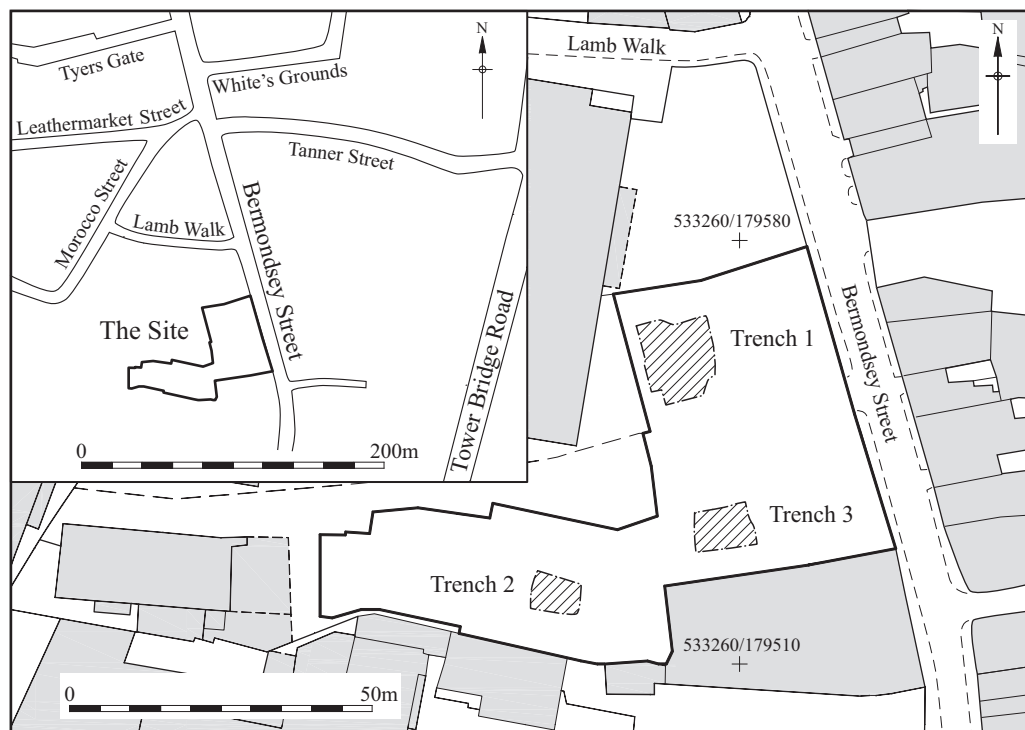 N
Tyers Gate
White's Grounds
Leathermarket Street
Tanner Street
Morocco Street
Lamb Walk
Bermondsey Street
The Site
Tower Bridge Road
0 200m
Lamb Walk
N
533260/179580
Bermondsey Street
Trench 1
Trench 3
Trench 2
533260/179510
0 50m